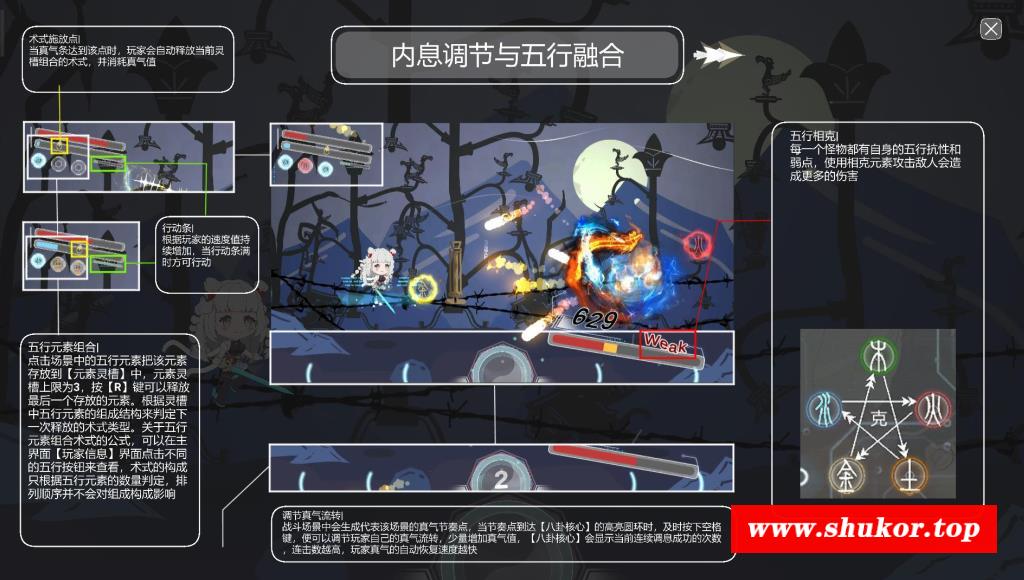 术式施放点|
当真气条达到该点时，玩家会自动释放当前灵
槽组合的术式，并消耗真气值
内息调节与五行融合
五行相克|
每一个怪物都有自身的五行抗性和
弱点，使用相克元素攻击敌人会造
成更多的伤害
行动条|
根据玩家的速度值持
续增加，当行动条满
时方可行动
629
Weak
五行元素组合|
点击场景中的五行元素把该元素
存放到【元素灵槽】中，元素灵
槽上限为3，按【R】键可以释放
最后一个存放的元素。根据灵槽
中五行元素的组成结构来判定下
一次释放的术式类型。关于五行
元素组合术式的公式，可以在主
界面【玩家信息】界面点击不同
的五行按钮来查看，术式的构成
只根据五行元素的数量判定，排
列顺序并不会对组成构成影响
克
2
调节真气流转|
战斗场景中会生成代表该场景的真气节奏点，当节奏点到达【八卦核心】的高亮圆环时，及时按下空格
键，便可以调节玩家自己的真气流转，少量增加真气值，【八卦核心】会显示当前连续调息成功的次数
，连击数越高，玩家真气的自动恢复速度越快
www.shukor.top